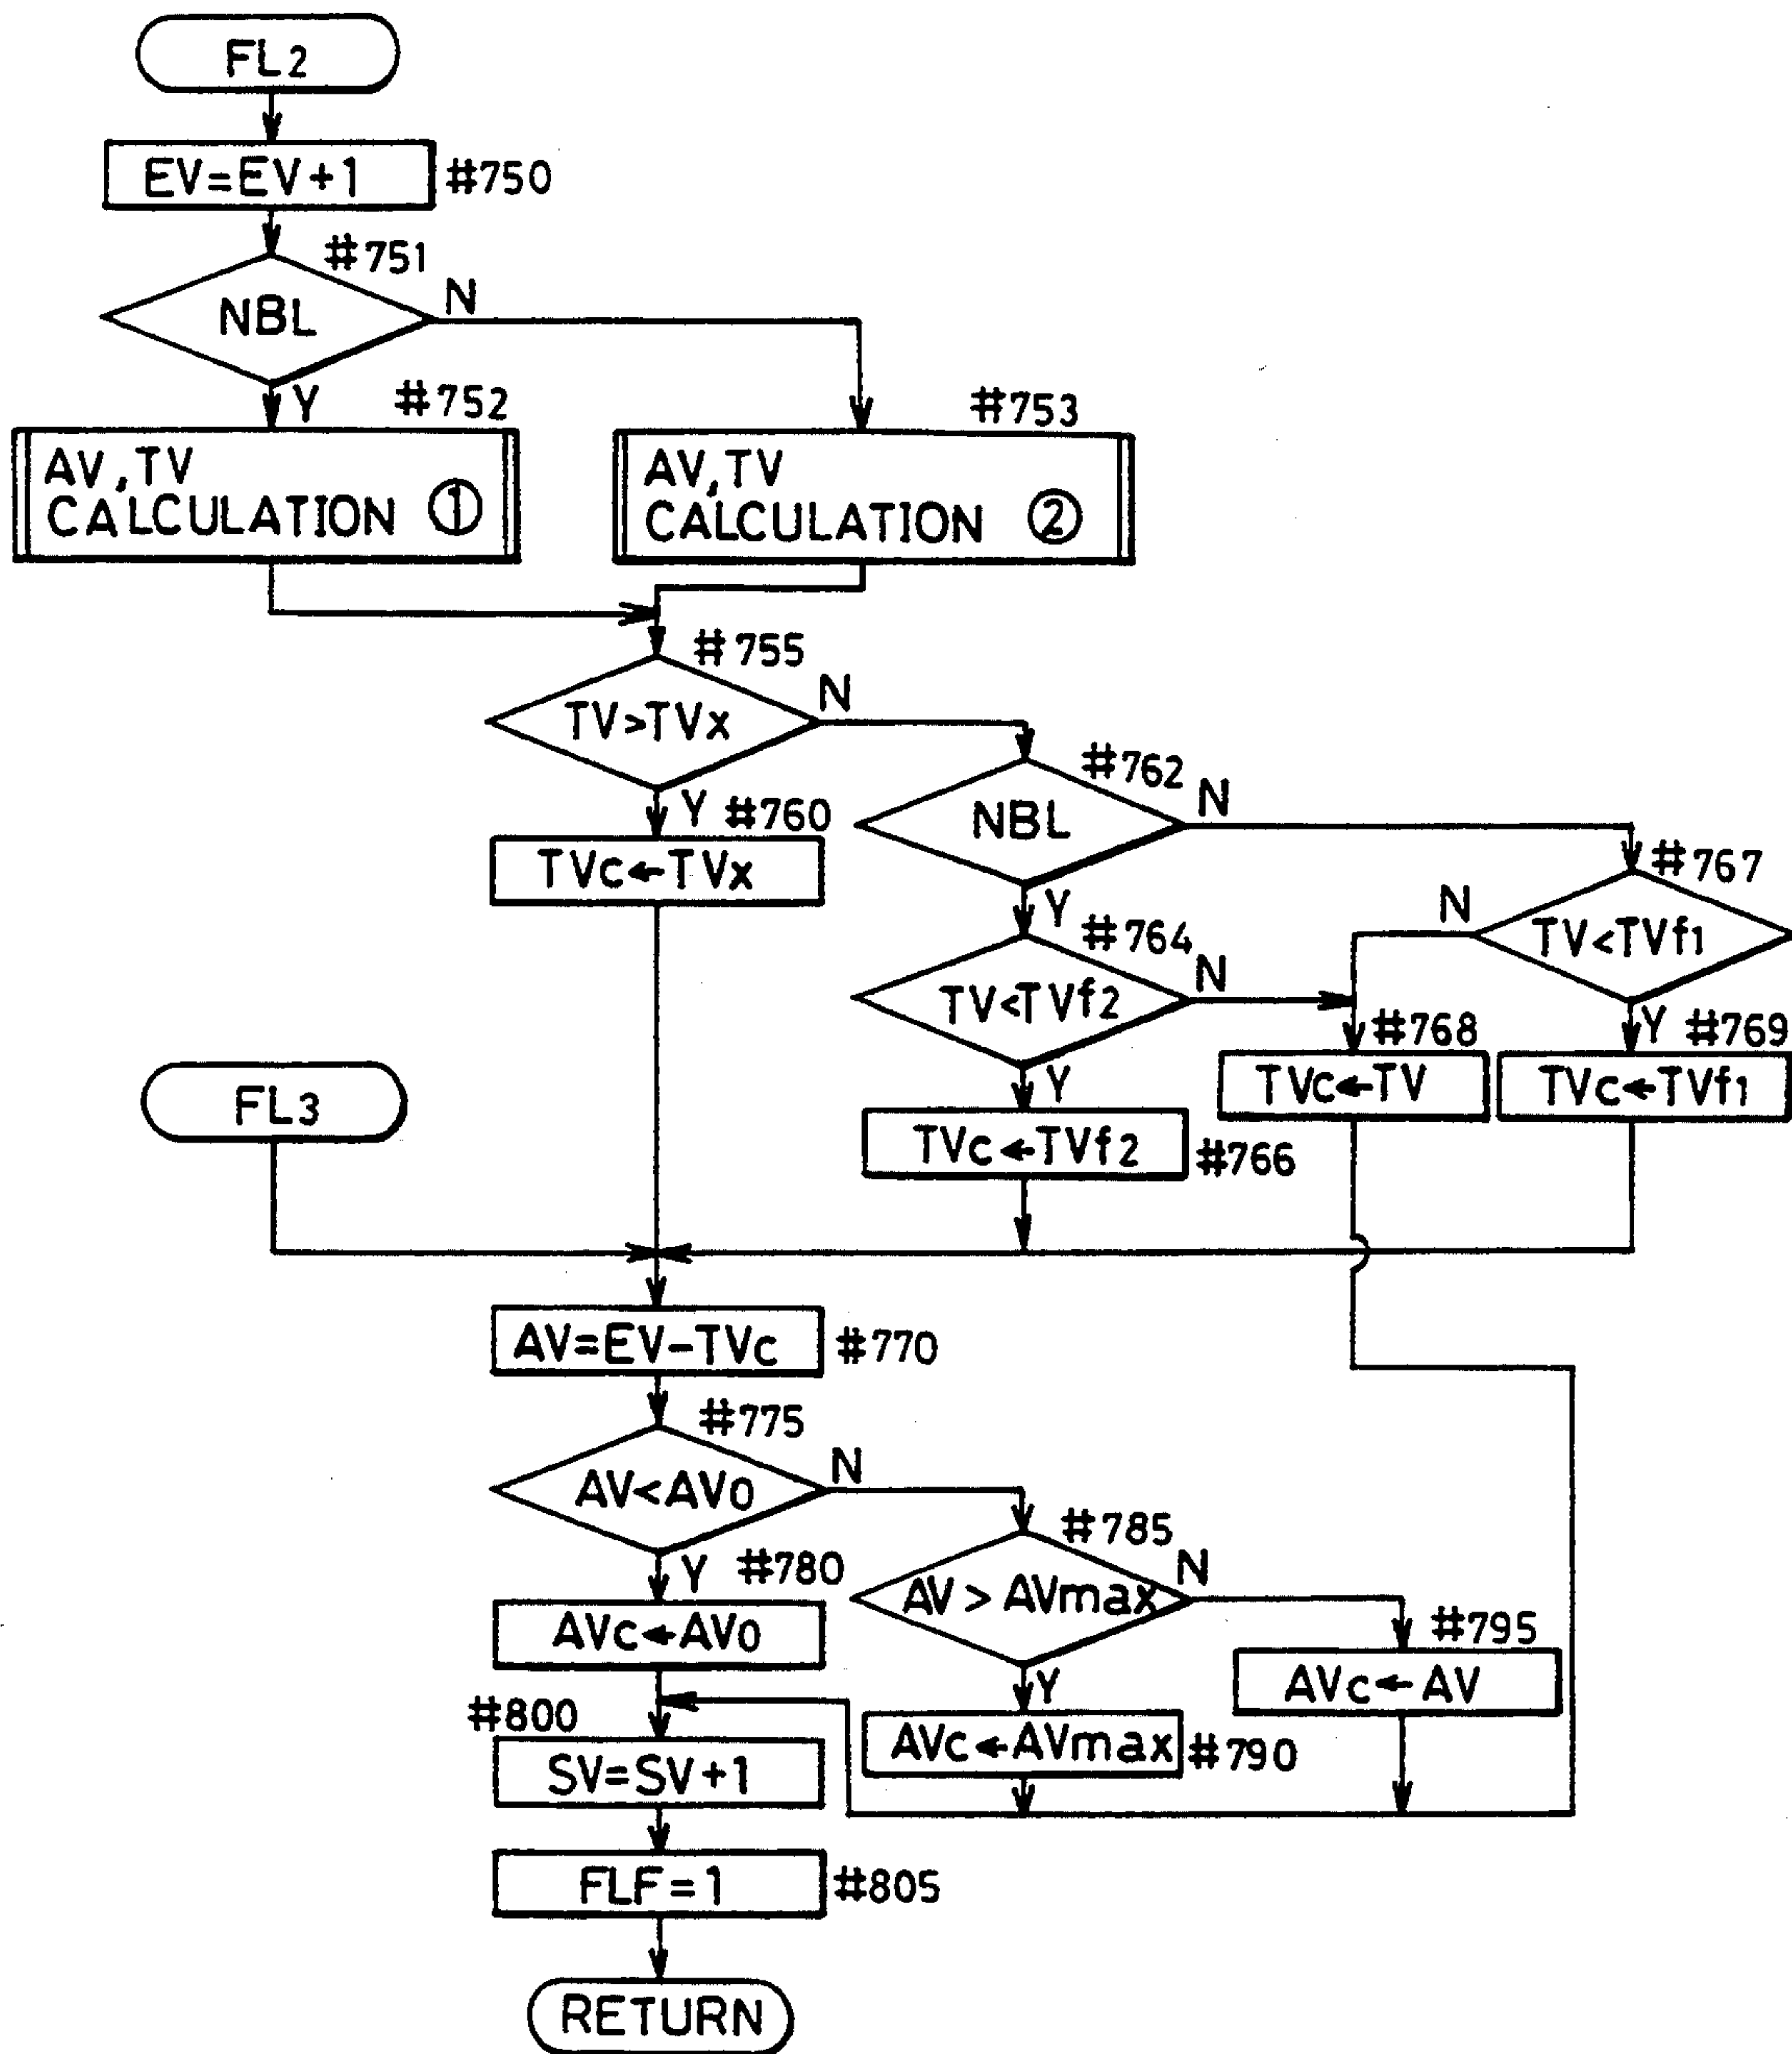 FL2
EV=EV+1 #750
#751
NBL
N
Y
#752
AV,TV
CALCULATION ①
#753
AV,TV
CALCULATION ②
#755
TV>TVx
N
Y
#760
TVc←TVx
#762
NBL
N
Y
#764
TV<TVf2
N
Y
TVc←TVf2 #766
#767
TV<TVf1
N
Y
#768
TVc←TV
#769
TVc←TVf1
FL3
AV=EV-TVc #770
#775
AV<AV0
N
Y
#780
AVc←AV0
#785
AV>AVmax
N
Y
AVc←AVmax #790
#795
AVc←AV
#800
SV=SV+1
FLF=1 #805
RETURN